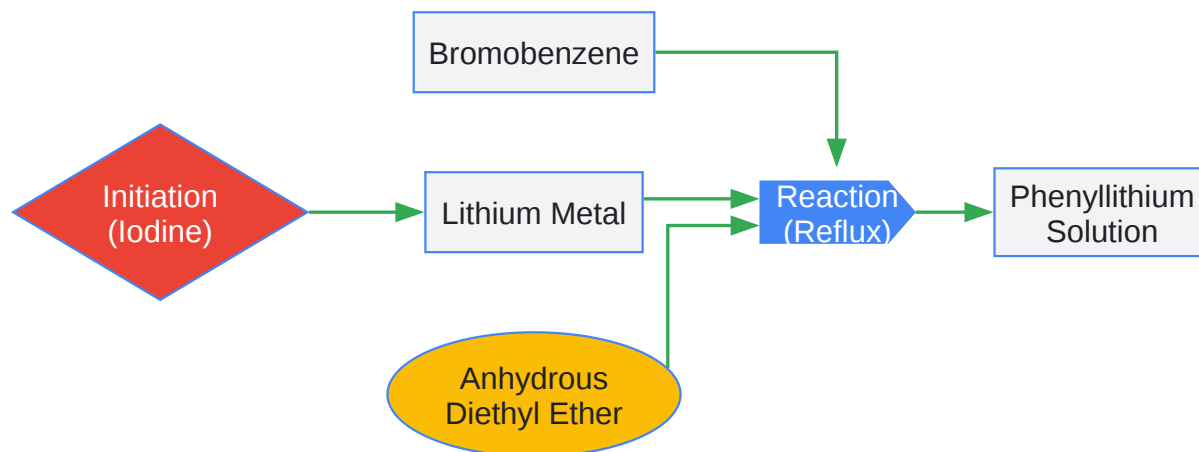 Bromobenzene
Initiation
(Iodine)
Lithium Metal
Reaction
(Reflux)
Phenyllithium
Solution
Anhydrous
Diethyl Ether